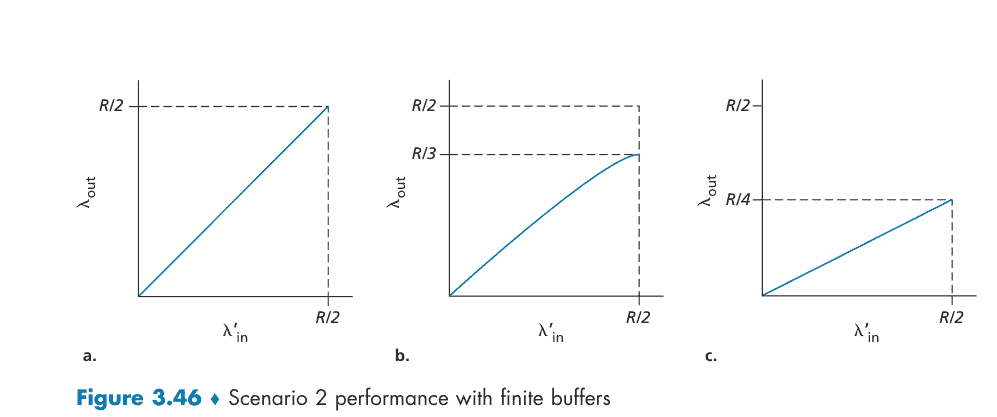 R/2
λout
λ′in
R/2
a.
R/2
R/3
λout
λ′in
R/2
b.
R/2
R/4
λout
λ′in
R/2
c.
Figure 3.46 ♦ Scenario 2 performance with finite buffers